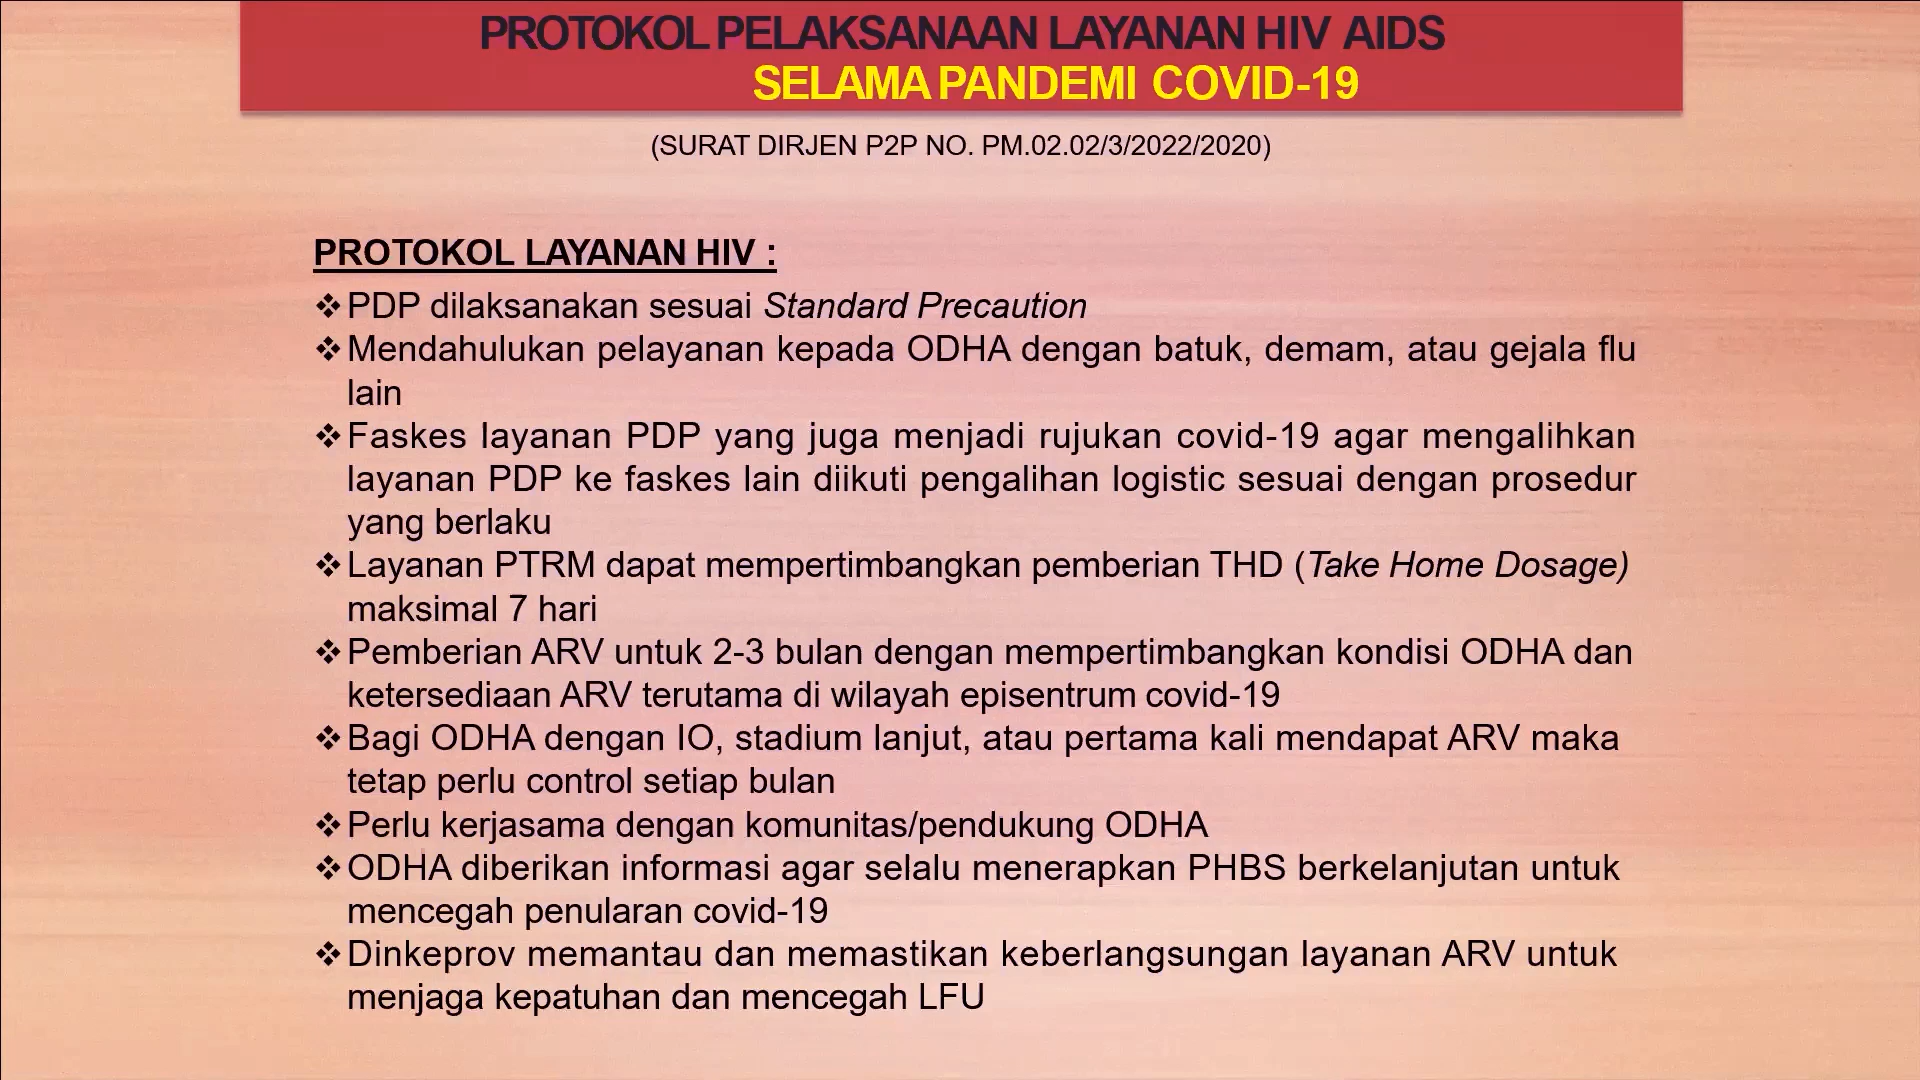 PROTOKOL PELAKSANAAN LAYANAN HIV AIDS
SELAMA PANDEMI COVID-19
(SURAT DIRJEN P2P NO. PM.02.02/3/2022/2020)
PROTOKOL LAYANAN HIV :
❖PDP dilaksanakan sesuai Standard Precaution
❖Mendahulukan pelayanan kepada ODHA dengan batuk, demam, atau gejala flu
lain
❖Faskes layanan PDP yang juga menjadi rujukan covid-19 agar mengalihkan
layanan PDP ke faskes lain diikuti pengalihan logistic sesuai dengan prosedur
yang berlaku
❖Layanan PTRM dapat mempertimbangkan pemberian THD (Take Home Dosage)
maksimal 7 hari
❖Pemberian ARV untuk 2-3 bulan dengan mempertimbangkan kondisi ODHA dan
ketersediaan ARV terutama di wilayah episentrum covid-19
❖Bagi ODHA dengan IO, stadium lanjut, atau pertama kali mendapat ARV maka
tetap perlu control setiap bulan
❖Perlu kerjasama dengan komunitas/pendukung ODHA
❖ODHA diberikan informasi agar selalu menerapkan PHBS berkelanjutan untuk
mencegah penularan covid-19
❖Dinkeprov memantau dan memastikan keberlangsungan layanan ARV untuk
menjaga kepatuhan dan mencegah LFU